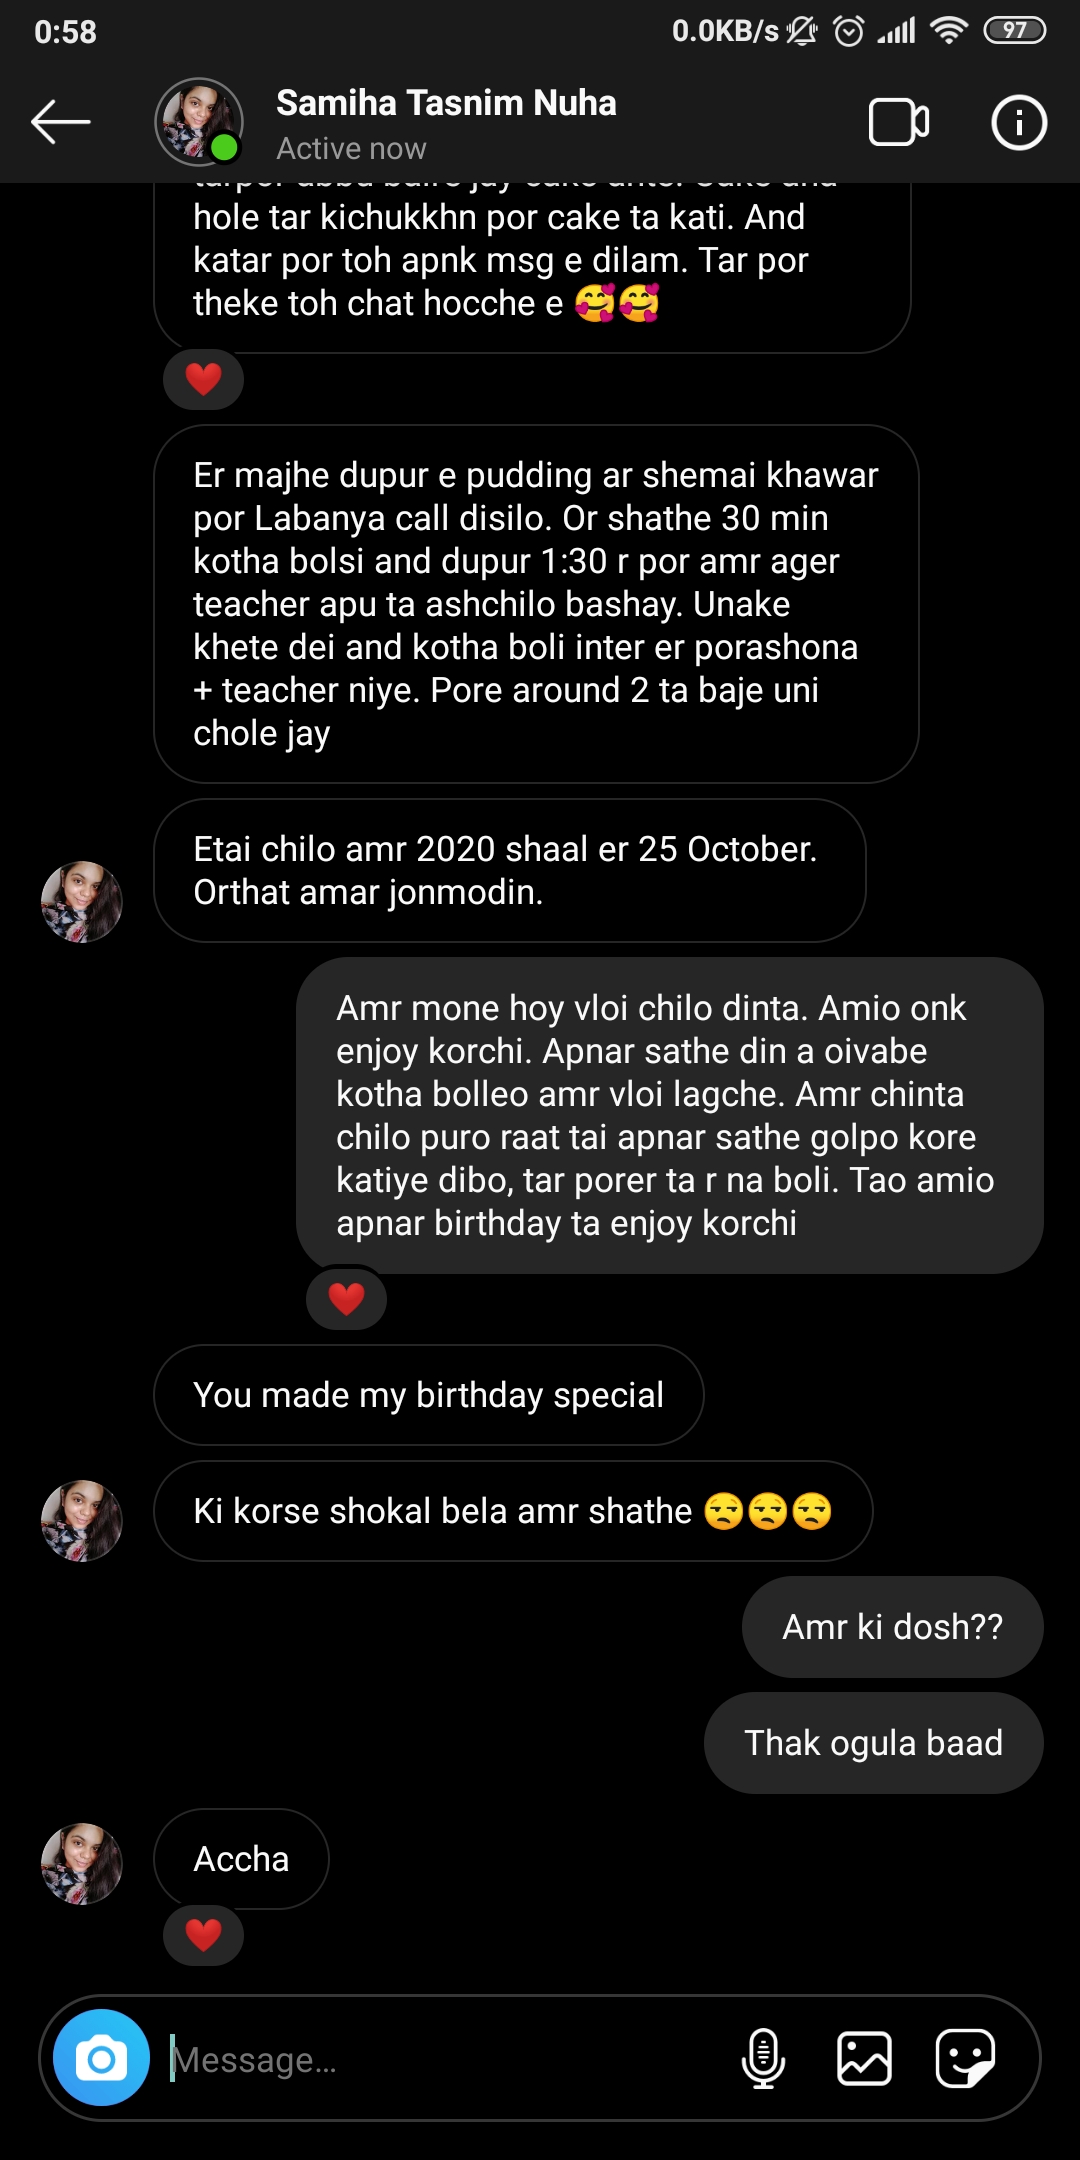 0:58
0.0KB/s
97
Samiha Tasnim Nuha
Active now
hole tar kichukkhn por cake ta kati. And
katar por toh apnk msg e dilam. Tar por
theke toh chat hocche e 🥰🥰
❤️
Er majhe dupur e pudding ar shemai khawar
por Labanya call disilo. Or shathe 30 min
kotha bolsi and dupur 1:30 r por amr ager
teacher apu ta ashchilo bashay. Unake
khete dei and kotha boli inter er porashona
+ teacher niye. Pore around 2 ta baje uni
chole jay
Etai chilo amr 2020 shaal er 25 October.
Orthat amar jonmodin.
Amr mone hoy vloi chilo dinta. Amio onk
enjoy korchi. Apnar sathe din a oivabe
kotha bolleo amr vloi lagche. Amr chinta
chilo puro raat tai apnar sathe golpo kore
katiye dibo, tar porer ta r na boli. Tao amio
apnar birthday ta enjoy korchi
❤️
You made my birthday special
Ki korse shokal bela amr shathe 😒😒😒
Amr ki dosh??
Thak ogula baad
Accha
❤️
Message...